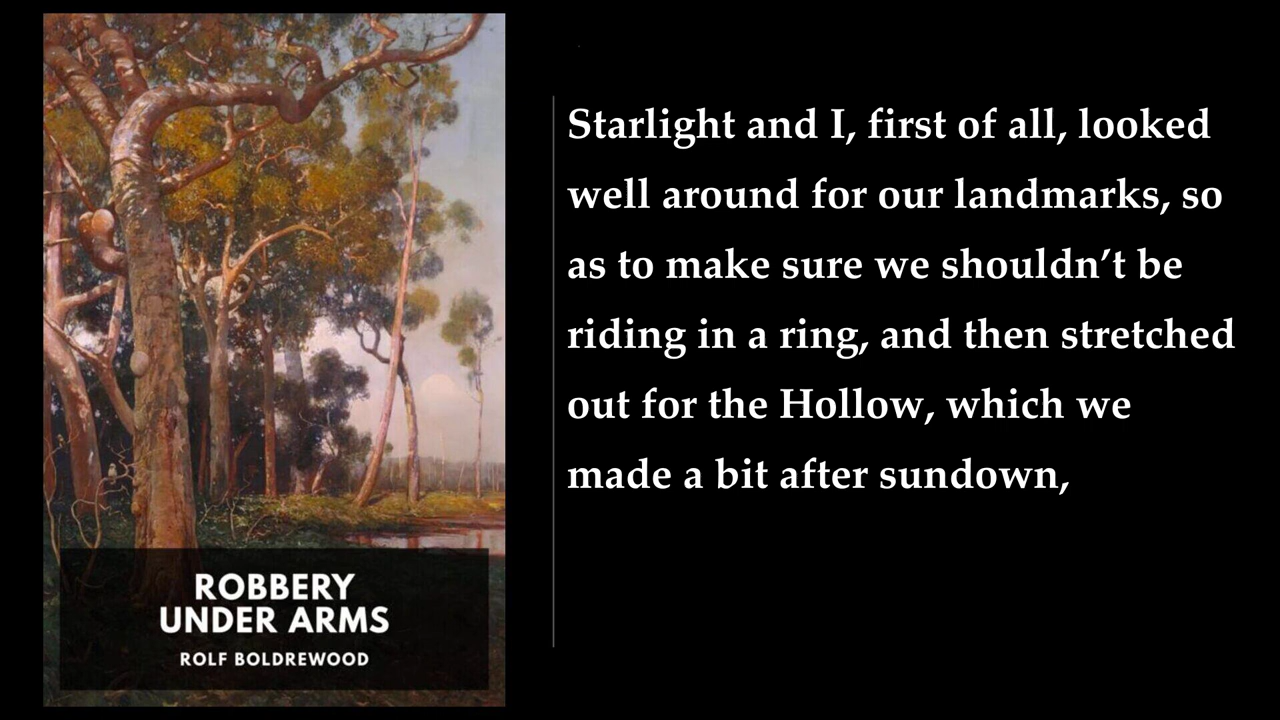 ROBBERY
UNDER ARMS
ROLF BOLDREWOOD
Starlight and I, first of all, looked
well around for our landmarks, so
as to make sure we shouldn’t be
riding in a ring, and then stretched
out for the Hollow, which we
made a bit after sundown,